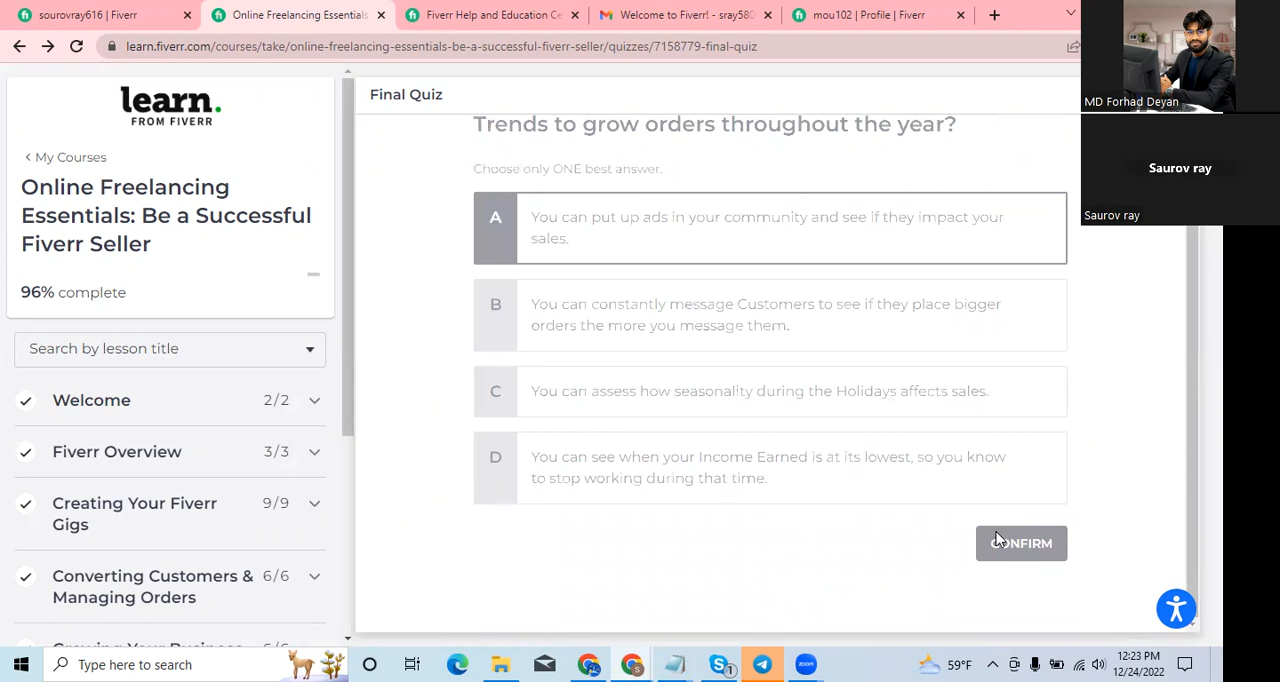 sourovray616 | Fiverr
Online Freelancing Essentials
Fiverr Help and Education Ce
Welcome to Fiverr! - sray580
mou102 | Profile | Fiverr
learn.fiverr.com/courses/take/online-freelancing-essentials-be-a-successful-fiverr-seller/quizzes/7158779-final-quiz
MD Forhad Deyan
Saurov ray
Saurov ray
learn.
FROM FIVERR
< My Courses
Online Freelancing
Essentials: Be a Successful
Fiverr Seller
96% complete
Search by lesson title
Welcome 2/2
Fiverr Overview 3/3
Creating Your Fiverr 9/9
Gigs
Converting Customers & 6/6
Managing Orders
Final Quiz
Trends to grow orders throughout the year?
Choose only ONE best answer.
A You can put up ads in your community and see if they impact your
sales.
B You can constantly message Customers to see if they place bigger
orders the more you message them.
C You can assess how seasonality during the Holidays affects sales.
D You can see when your Income Earned is at its lowest, so you know
to stop working during that time.
CONFIRM
Type here to search
1
zoom
59°F
12:23 PM
12/24/2022